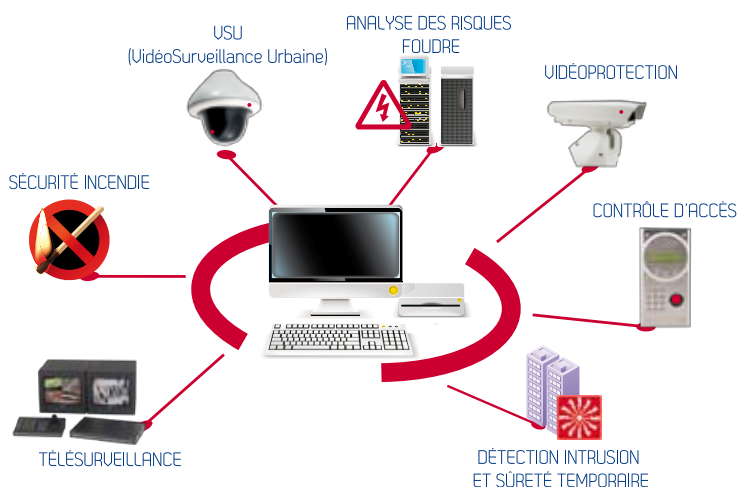 VSU
(VidéoSurveillance Urbaine)
ANALYSE DES RISQUES
FOUDRE
VIDÉOPROTECTION
SÉCURITÉ INCENDIE
CONTRÔLE D'ACCÈS
TÉLÉSURVEILLANCE
DÉTECTION INTRUSION
ET SÛRETÉ TEMPORAIRE